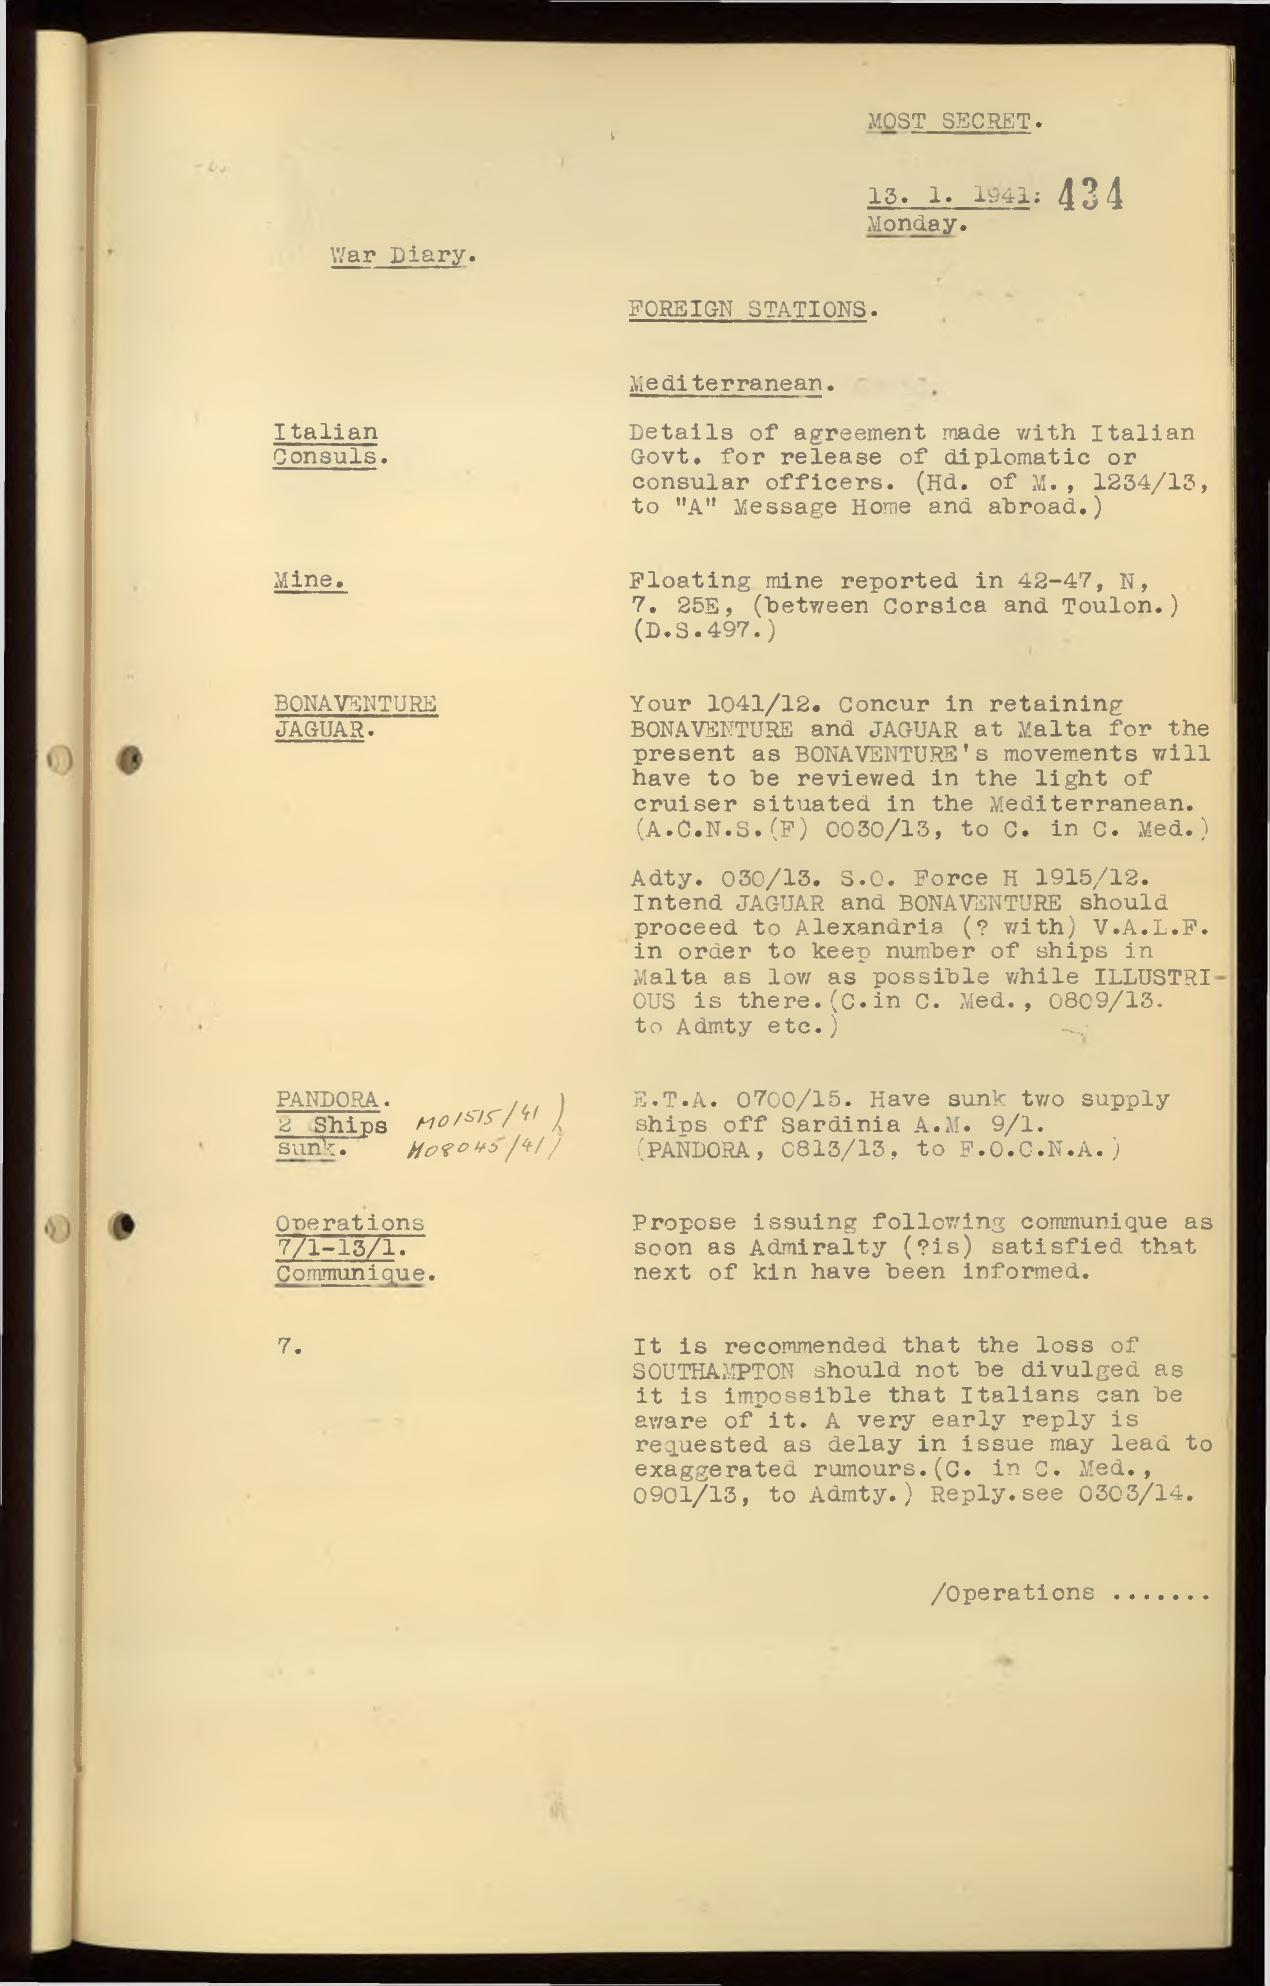 MOST SECRET.
13. 1. 1941: 434
Monday.
War Diary.
FOREIGN STATIONS.
Mediterranean.
Italian
Consuls.
Details of agreement made with Italian
Govt. for release of diplomatic or
consular officers. (Hd. of M., 1234/13,
to "A" Message Home and abroad.)
Mine.
Floating mine reported in 42-47, N,
7. 25E, (between Corsica and Toulon.)
(D.S.497.)
BONAVENTURE
JAGUAR.
Your 1041/12. Concur in retaining
BONAVENTURE and JAGUAR at Malta for the
present as BONAVENTURE's movements will
have to be reviewed in the light of
cruiser situated in the Mediterranean.
(A.C.N.S.(F) 0030/13, to C. in C. Med.)
Adty. 030/13. S.O. Force H 1915/12.
Intend JAGUAR and BONAVENTURE should
proceed to Alexandria (? with) V.A.L.F.
in order to keep number of ships in
Malta as low as possible while ILLUSTRI-
OUS is there.(C.in C. Med., 0809/13.
to Admty etc.)
PANDORA.
2 Ships
sunk.
M01515/41 )
M08045/41 )
E.T.A. 0700/15. Have sunk two supply
ships off Sardinia A.M. 9/1.
(PANDORA, 0813/13, to F.O.C.N.A.)
Operations
7/1-13/1.
Communique.
Propose issuing following communique as
soon as Admiralty (?is) satisfied that
next of kin have been informed.
7.
It is recommended that the loss of
SOUTHAMPTON should not be divulged as
it is impossible that Italians can be
aware of it. A very early reply is
requested as delay in issue may lead to
exaggerated rumours.(C. in C. Med.,
0901/13, to Admty.) Reply.see 0303/14.
/Operations .......